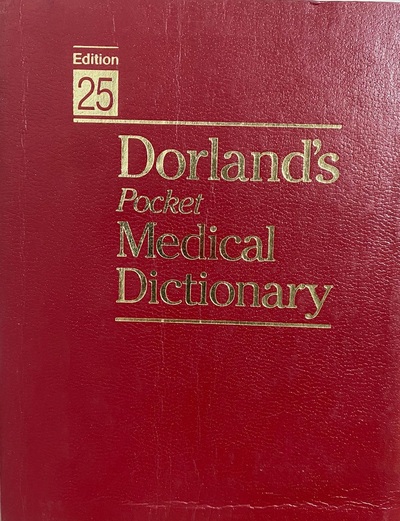 Edition
25
Dorland's
Pocket
Medical
Dictionary